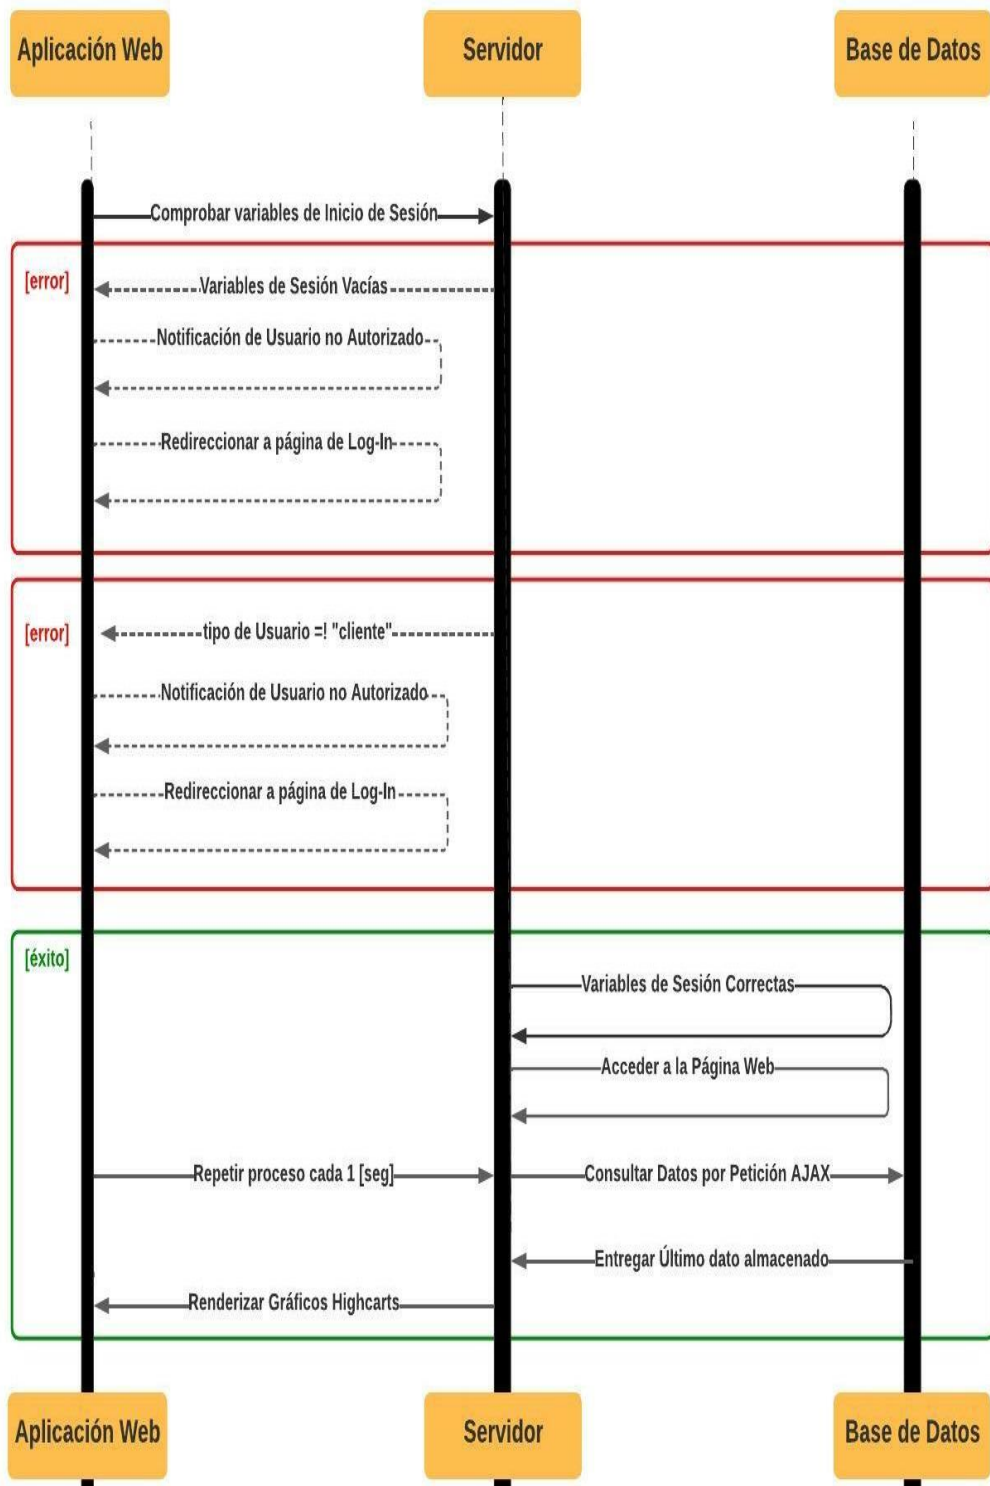 Aplicación Web
Servidor
Base de Datos
Comprobar variables de Inicio de Sesión
[error]
Variables de Sesión Vacías
Notificación de Usuario no Autorizado
Redireccionar a página de Log-In
[error]
tipo de Usuario =! "cliente"
Notificación de Usuario no Autorizado
Redireccionar a página de Log-In
[éxito]
Variables de Sesión Correctas
Acceder a la Página Web
Repetir proceso cada 1 [seg]
Consultar Datos por Petición AJAX
Entregar Último dato almacenado
Renderizar Gráficos Highcarts
Aplicación Web
Servidor
Base de Datos